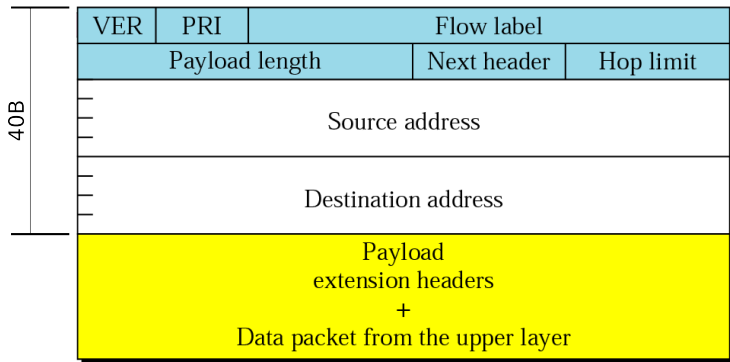 VER PRI Flow label
Payload length Next header Hop limit
40B
Source address
Destination address
Payload
extension headers
+
Data packet from the upper layer